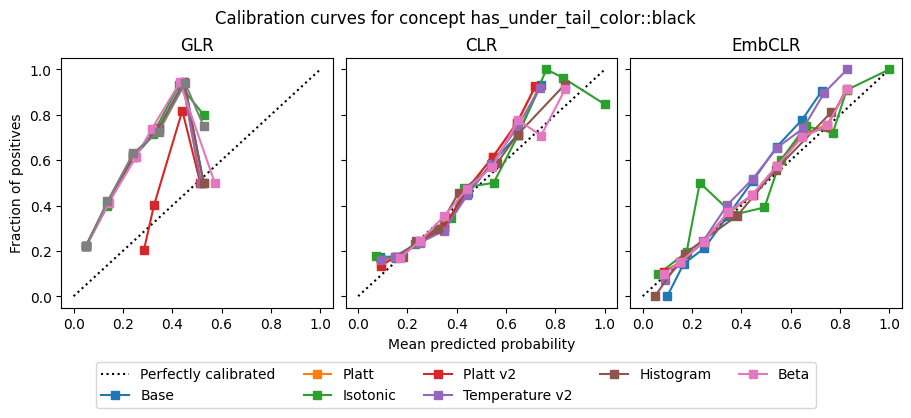 Calibration curves for concept has_under_tail_color::black
GLR
CLR
EmbCLR
Fraction of positives
1.0
0.8
0.6
0.4
0.2
0.0
0.0 0.2 0.4 0.6 0.8 1.0
0.0 0.2 0.4 0.6 0.8 1.0
0.0 0.2 0.4 0.6 0.8 1.0
Mean predicted probability
Perfectly calibrated
Base
Platt
Isotonic
Platt v2
Temperature v2
Histogram
Beta